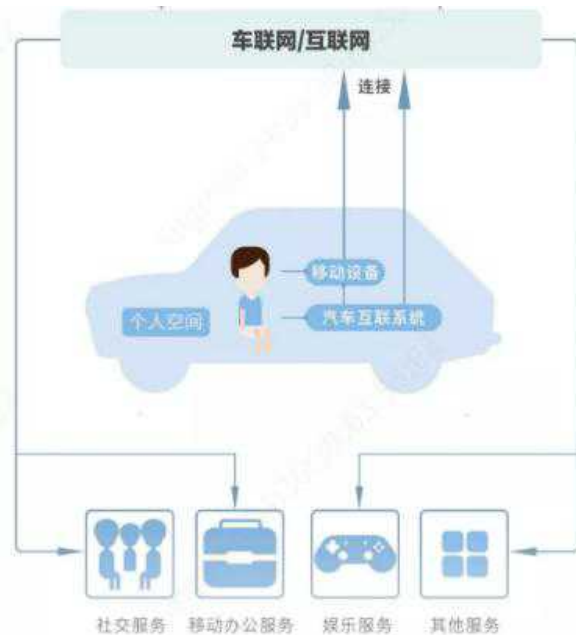 车联网/互联网
连接
移动设备
个人空间
汽车互联系统
社交服务
移动办公服务
娱乐服务
其他服务